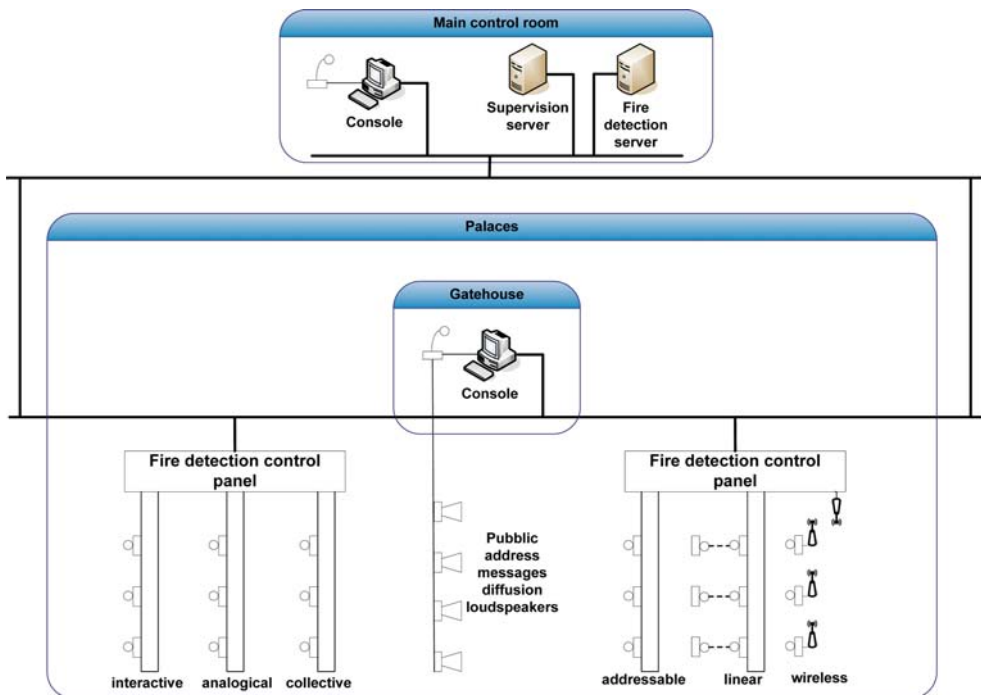 Main control room
Console
Supervision
server
Fire
detection
server
Palaces
Gatehouse
Console
Fire detection control
panel
Fire detection control
panel
Pubblic
address
messages
diffusion
loudspeakers
interactive
analogical
collective
addressable
linear
wireless